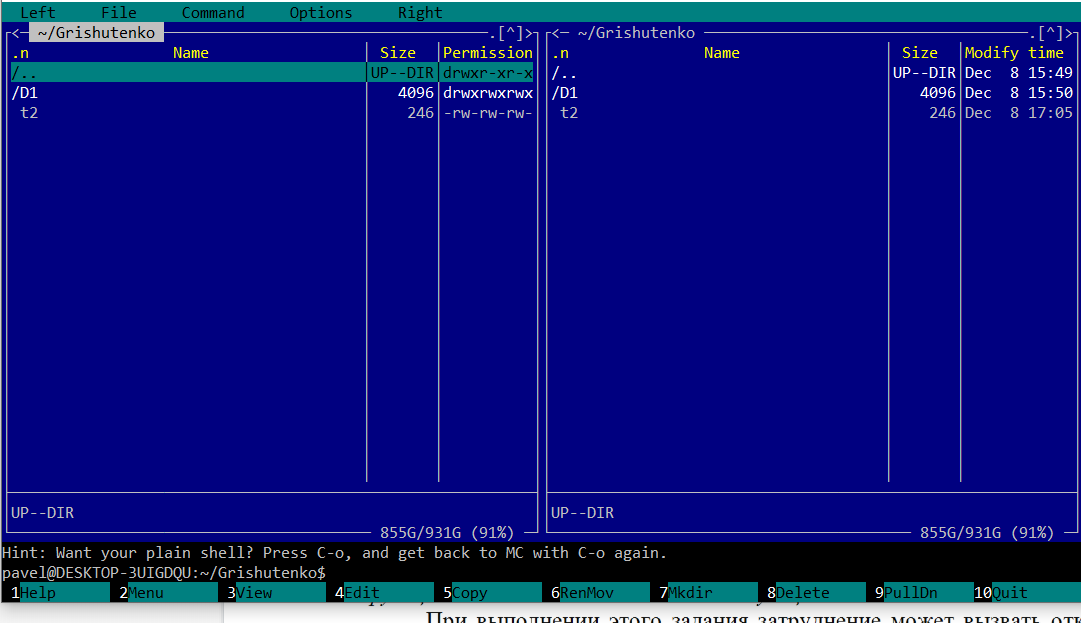 Left File Command Options Right
<─ ~/Grishutenko ─.[^]>┐┌<─ ~/Grishutenko ─.[^]>
.n Name Size Permission .n Name Size Modify time
/.. UP--DIR drwxr-xr-x /.. UP--DIR Dec 8 15:49
/D1 4096 drwxrwxrwx /D1 4096 Dec 8 15:50
t2 246 -rw-rw-rw- t2 246 Dec 8 17:05
UP--DIR UP--DIR
855G/931G (91%) 855G/931G (91%)
Hint: Want your plain shell? Press C-o, and get back to MC with C-o again.
pavel@DESKTOP-3UIGDQU:~/Grishutenko$
1Help 2Menu 3View 4Edit 5Copy 6RenMov 7Mkdir 8Delete 9PullDn 10Quit
При выполнении этого задания затруднение может вызвать